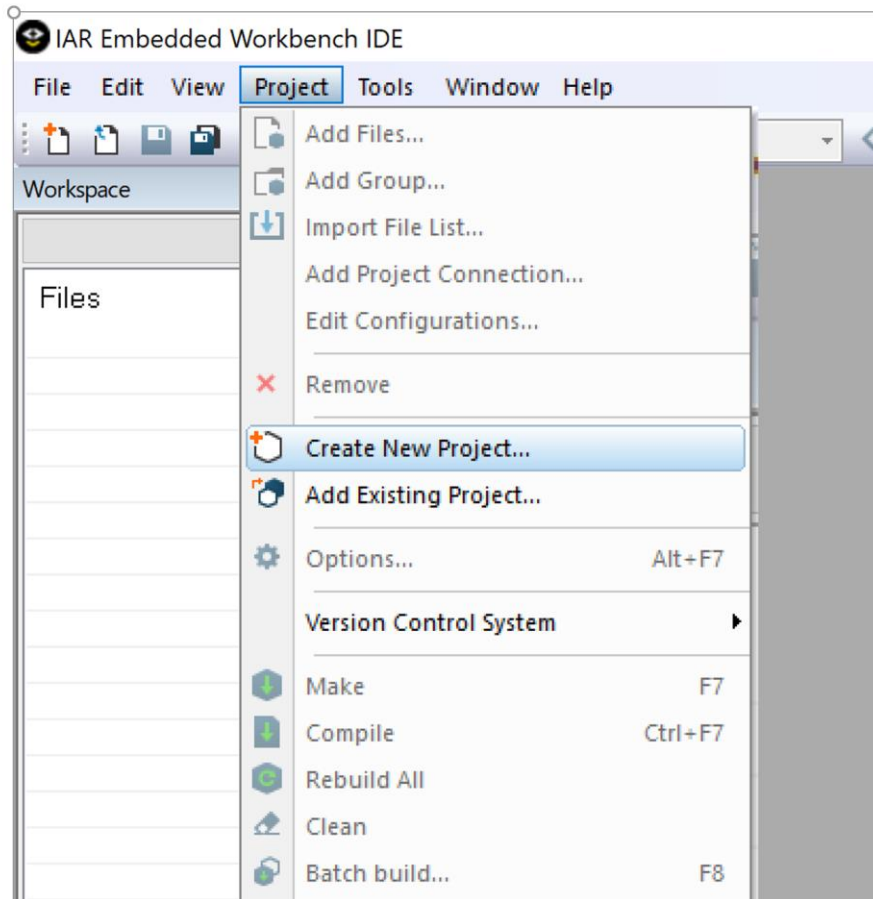 IAR Embedded Workbench IDE
File Edit View Project Tools Window Help
Workspace
Files
Add Files...
Add Group...
Import File List...
Add Project Connection...
Edit Configurations...
Remove
Create New Project...
Add Existing Project...
Options... Alt+F7
Version Control System
Make F7
Compile Ctrl+F7
Rebuild All
Clean
Batch build... F8